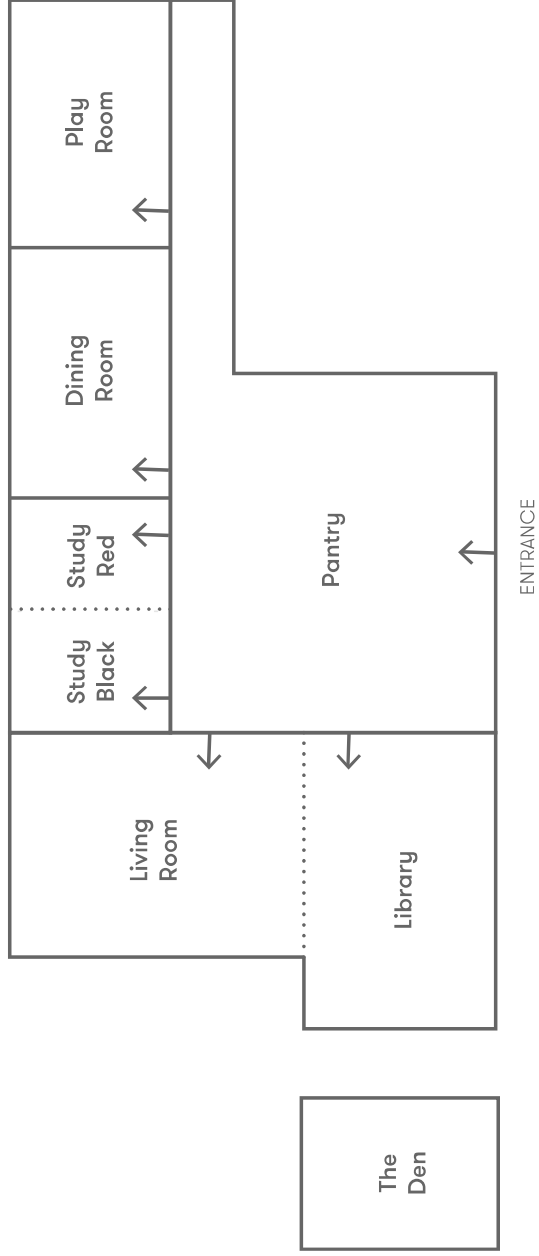 Play
Room
Dining
Room
Study
Red
Study
Black
Pantry
ENTRANCE
Living
Room
Library
The
Den